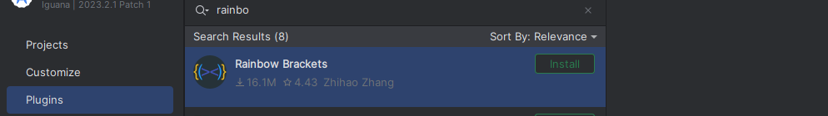 Iguana | 2023.2.1 Patch 1
rainbo
Projects
Search Results (8)
Sort By: Relevance
Customize
Rainbow Brackets
Install
16.1M 4.43 Zhihao Zhang
Plugins